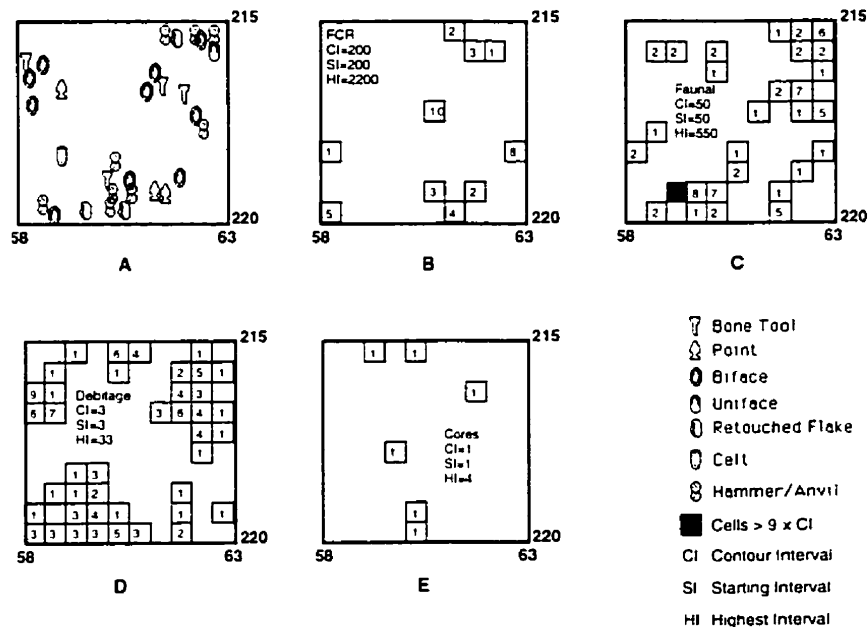 215
220
58 63
A
FCR
CI=200
SI=200
HI=2200
2
3 1
10
8
3 2
5 4
58 63
B
215
220
1 2 6
2 2 2 2 2
1 1
Faunal
CI=50
SI=50
HI=550
2 7
1 1 5
1
2 1 1
2 1
8 7 1
2 1 2 5
58 63
C
215
220
1 6 4 1
1 1 2 5 1
9 1 4 3
6 7 3 6 4 1
4 1
1
Debitage
CI=3
SI=3
HI=33
1 3
1 1 2 1
1 3 4 1 1 1
3 3 3 3 5 3 2
58 63
D
215
220
1 1
1
1
Cores
CI=1
SI=1
HI=4
1
1
58 63
E
Bone Tool
Point
Biface
Uniface
Retouched Flake
Celt
Hammer/Anvil
Cells > 9 x CI
CI Contour Interval
SI Starting Interval
HI Highest Interval